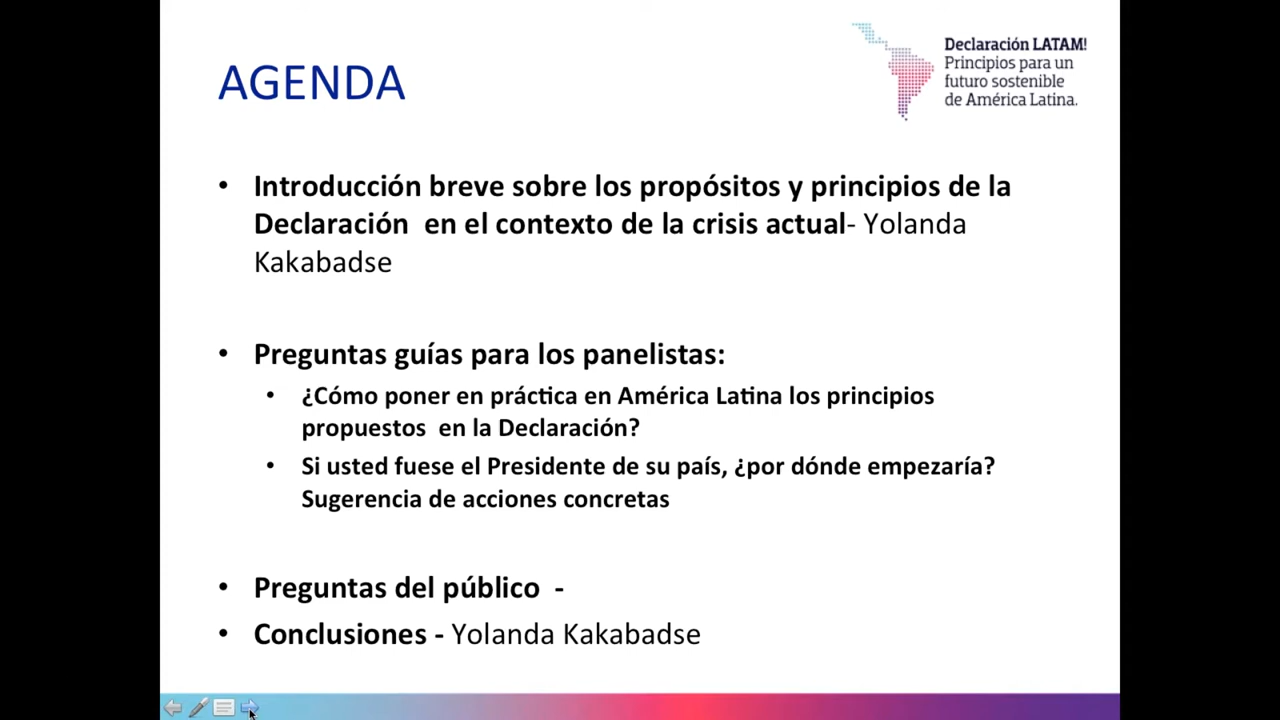 AGENDA
Declaración LATAM!
Principios para un
futuro sostenible
de América Latina.
• Introducción breve sobre los propósitos y principios de la
Declaración  en el contexto de la crisis actual- Yolanda
Kakabadse
• Preguntas guías para los panelistas:
• ¿Cómo poner en práctica en América Latina los principios
propuestos  en la Declaración?
• Si usted fuese el Presidente de su país, ¿por dónde empezaría?
Sugerencia de acciones concretas
• Preguntas del público  -
• Conclusiones - Yolanda Kakabadse